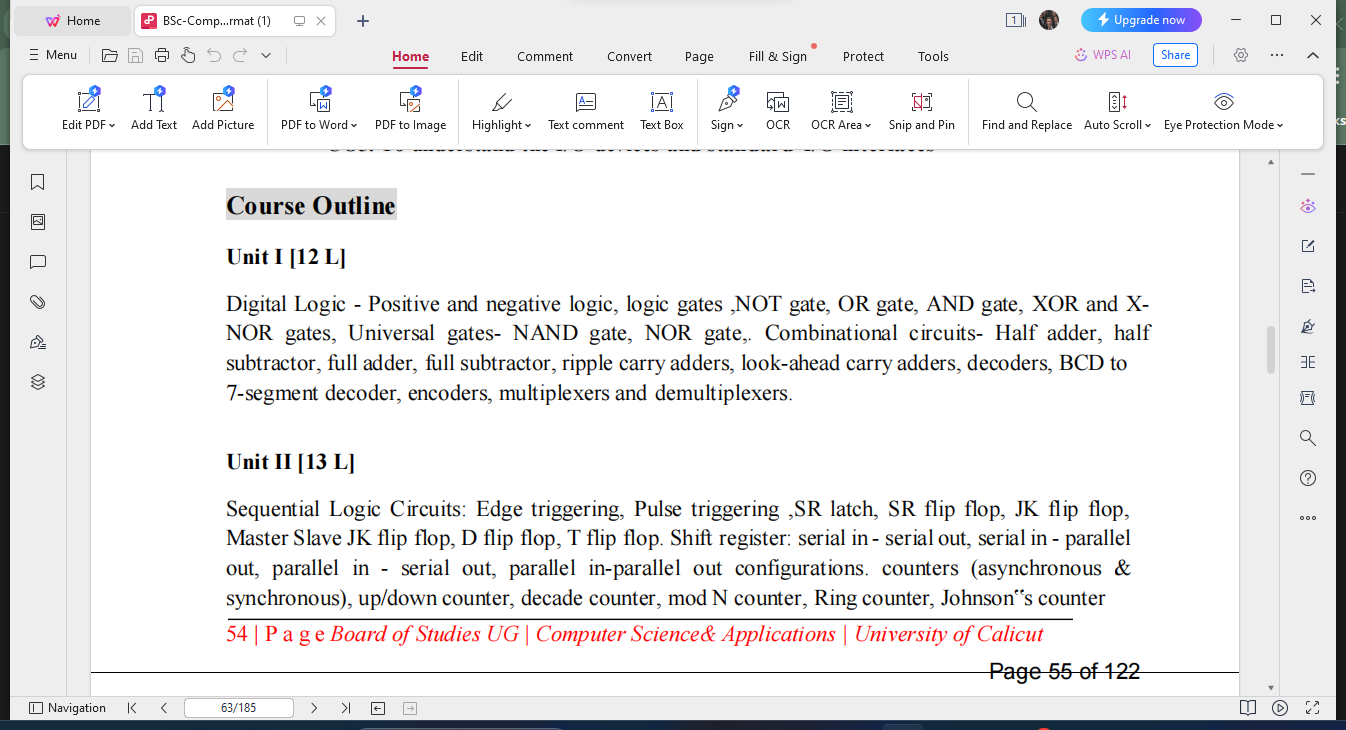 Home
BSc-Comp...rmat (1)
1
Upgrade now
Menu
Home Edit Comment Convert Page Fill & Sign Protect Tools
WPS AI
Share
Edit PDF Add Text Add Picture PDF to Word PDF to Image Highlight Text comment Text Box Sign OCR OCR Area Snip and Pin Find and Replace Auto Scroll Eye Protection Mode
Course Outline
Unit I [12 L]
Digital Logic - Positive and negative logic, logic gates ,NOT gate, OR gate, AND gate, XOR and X-
NOR gates, Universal gates- NAND gate, NOR gate,. Combinational circuits- Half adder, half
subtractor, full adder, full subtractor, ripple carry adders, look-ahead carry adders, decoders, BCD to
7-segment decoder, encoders, multiplexers and demultiplexers.
Unit II [13 L]
Sequential Logic Circuits: Edge triggering, Pulse triggering ,SR latch, SR flip flop, JK flip flop,
Master Slave JK flip flop, D flip flop, T flip flop. Shift register: serial in - serial out, serial in - parallel
out, parallel in - serial out, parallel in-parallel out configurations. counters (asynchronous &
synchronous), up/down counter, decade counter, mod N counter, Ring counter, Johnson‟s counter
54 | P a g e Board of Studies UG | Computer Science& Applications | University of Calicut
Page 55 of 122
Navigation
63/185